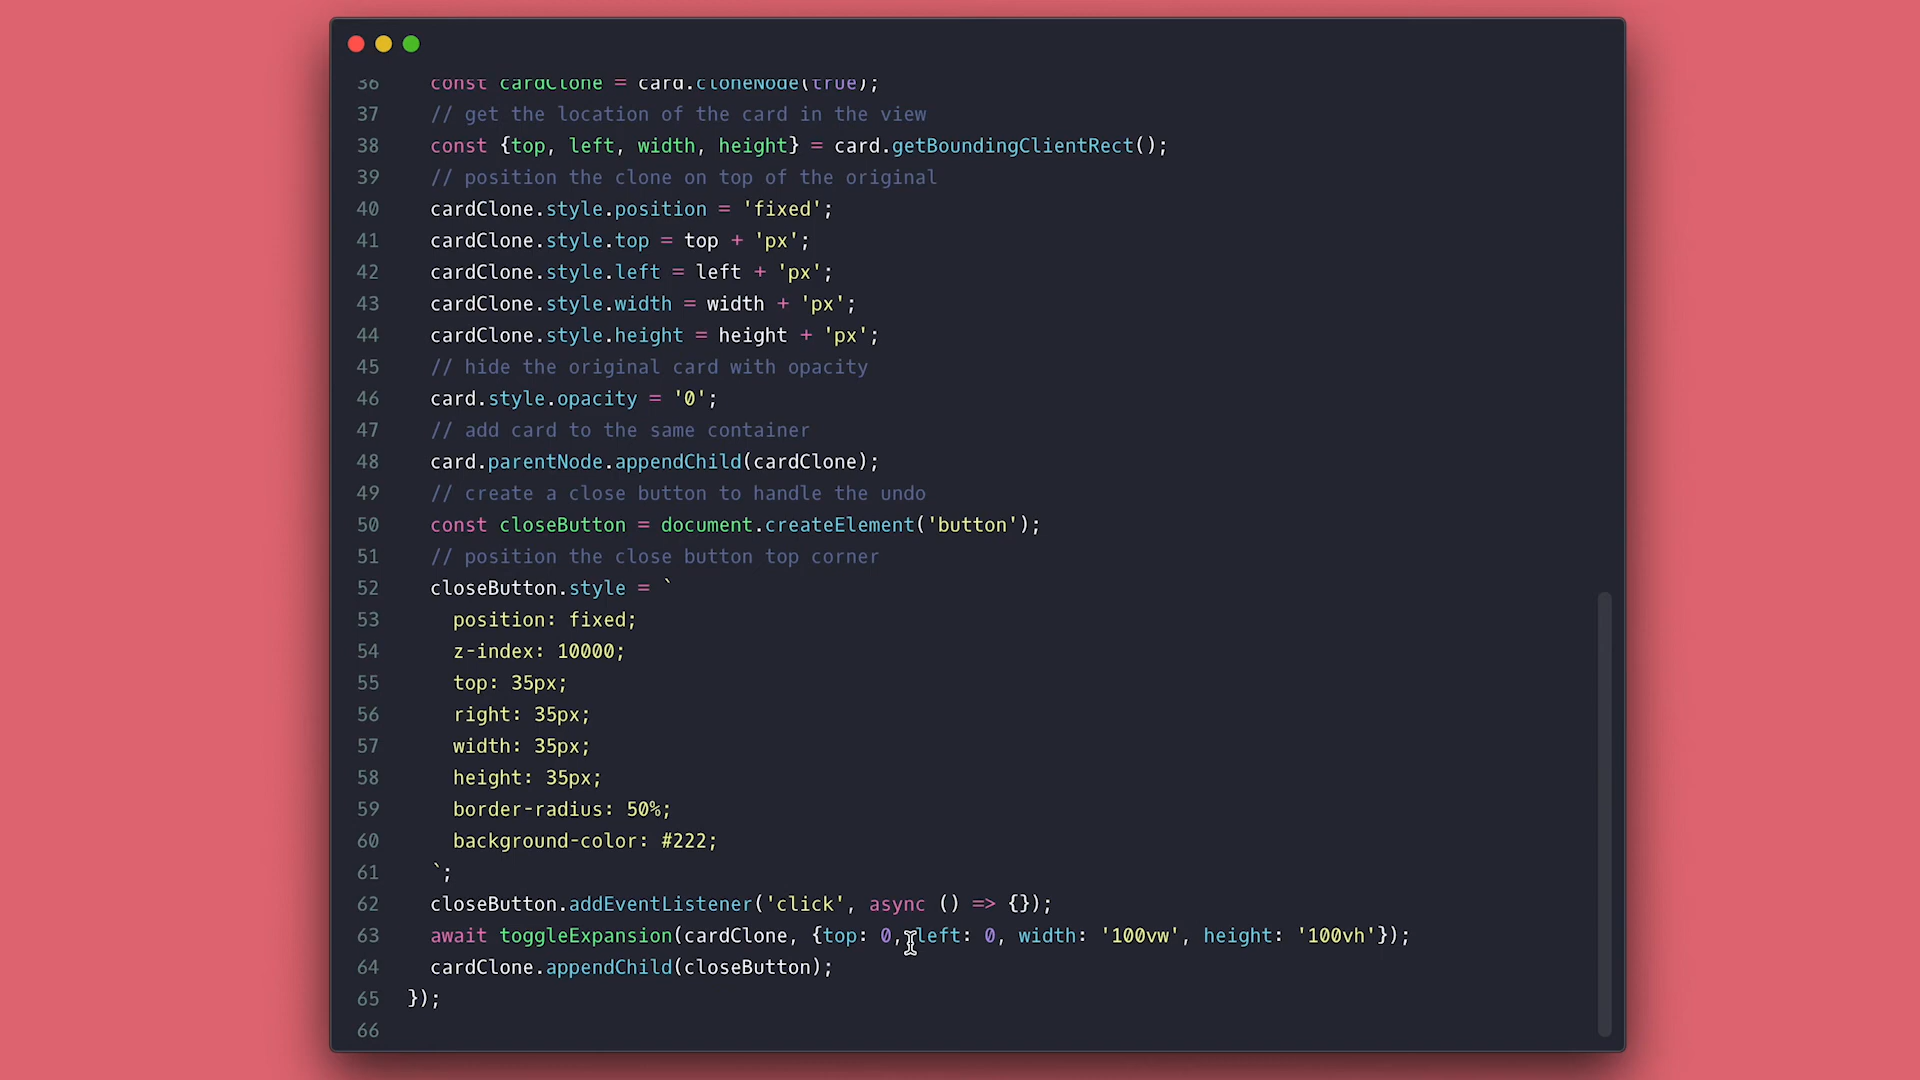 36 const cardClone = card.cloneNode(true);
37 // get the location of the card in the view
38 const {top, left, width, height} = card.getBoundingClientRect();
39 // position the clone on top of the original
40 cardClone.style.position = 'fixed';
41 cardClone.style.top = top + 'px';
42 cardClone.style.left = left + 'px';
43 cardClone.style.width = width + 'px';
44 cardClone.style.height = height + 'px';
45 // hide the original card with opacity
46 card.style.opacity = '0';
47 // add card to the same container
48 card.parentNode.appendChild(cardClone);
49 // create a close button to handle the undo
50 const closeButton = document.createElement('button');
51 // position the close button top corner
52 closeButton.style = `
53 position: fixed;
54 z-index: 10000;
55 top: 35px;
56 right: 35px;
57 width: 35px;
58 height: 35px;
59 border-radius: 50%;
60 background-color: #222;
61 `;
62 closeButton.addEventListener('click', async () => {});
63 await toggleExpansion(cardClone, {top: 0, left: 0, width: '100vw', height: '100vh'});
64 cardClone.appendChild(closeButton);
65 });
66